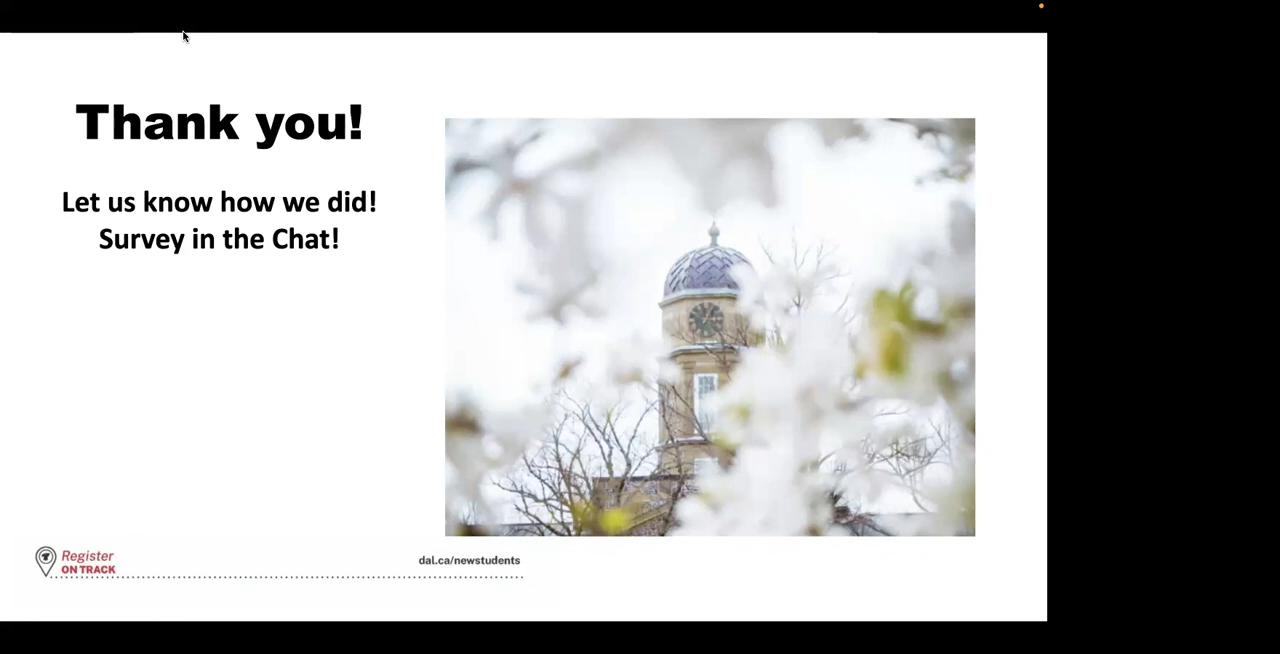 Thank you!
Let us know how we did!
Survey in the Chat!
Register
ON TRACK
dal.ca/newstudents